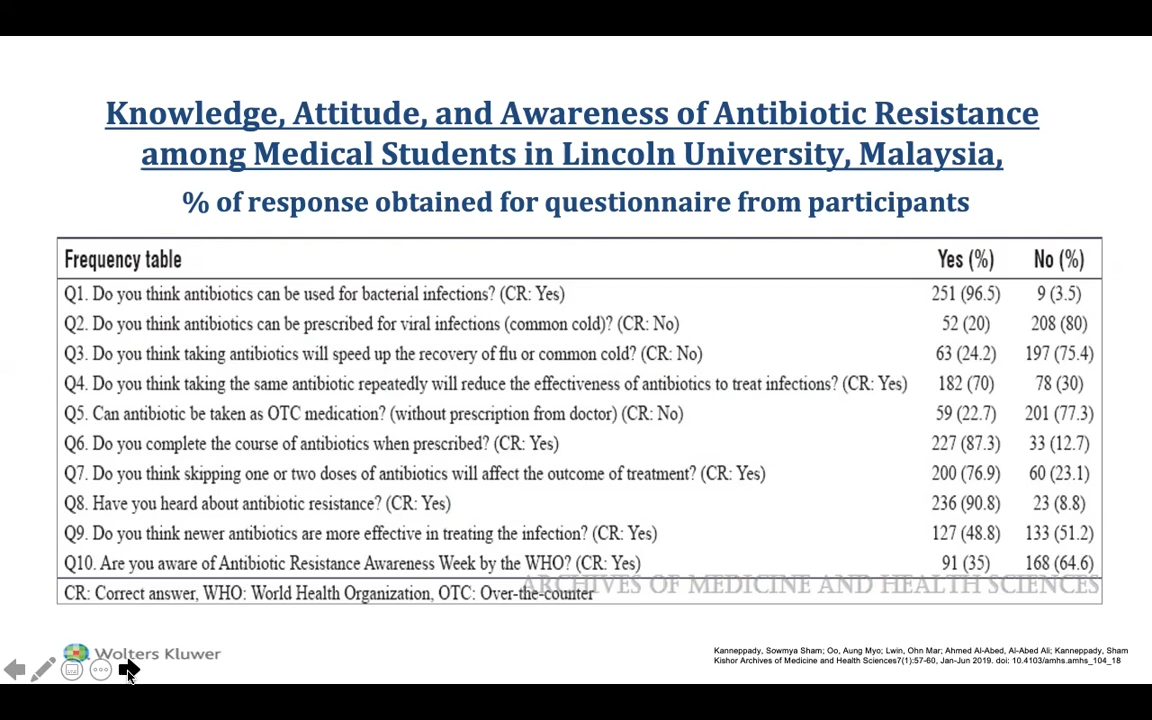 Knowledge, Attitude, and Awareness of Antibiotic Resistance
among Medical Students in Lincoln University, Malaysia,
% of response obtained for questionnaire from participants
Frequency table Yes (%) No (%)
Q1. Do you think antibiotics can be used for bacterial infections? (CR: Yes) 251 (96.5) 9 (3.5)
Q2. Do you think antibiotics can be prescribed for viral infections (common cold)? (CR: No) 52 (20) 208 (80)
Q3. Do you think taking antibiotics will speed up the recovery of flu or common cold? (CR: No) 63 (24.2) 197 (75.4)
Q4. Do you think taking the same antibiotic repeatedly will reduce the effectiveness of antibiotics to treat infections? (CR: Yes) 182 (70) 78 (30)
Q5. Can antibiotic be taken as OTC medication? (without prescription from doctor) (CR: No) 59 (22.7) 201 (77.3)
Q6. Do you complete the course of antibiotics when prescribed? (CR: Yes) 227 (87.3) 33 (12.7)
Q7. Do you think skipping one or two doses of antibiotics will affect the outcome of treatment? (CR: Yes) 200 (76.9) 60 (23.1)
Q8. Have you heard about antibiotic resistance? (CR: Yes) 236 (90.8) 23 (8.8)
Q9. Do you think newer antibiotics are more effective in treating the infection? (CR: Yes) 127 (48.8) 133 (51.2)
Q10. Are you aware of Antibiotic Resistance Awareness Week by the WHO? (CR: Yes) 91 (35) 168 (64.6)
ARCHIVES OF MEDICINE AND HEALTH SCIENCES
CR: Correct answer, WHO: World Health Organization, OTC: Over-the-counter
Wolters Kluwer
Kanneppady, Sowmya Sham; Oo, Aung Myo; Lwin, Ohn Mar; Ahmed Al-Abed, Al-Abed Ali; Kanneppady, Sham
Kishor Archives of Medicine and Health Sciences7(1):57-60, Jan-Jun 2019. doi: 10.4103/amhs.amhs_104_18